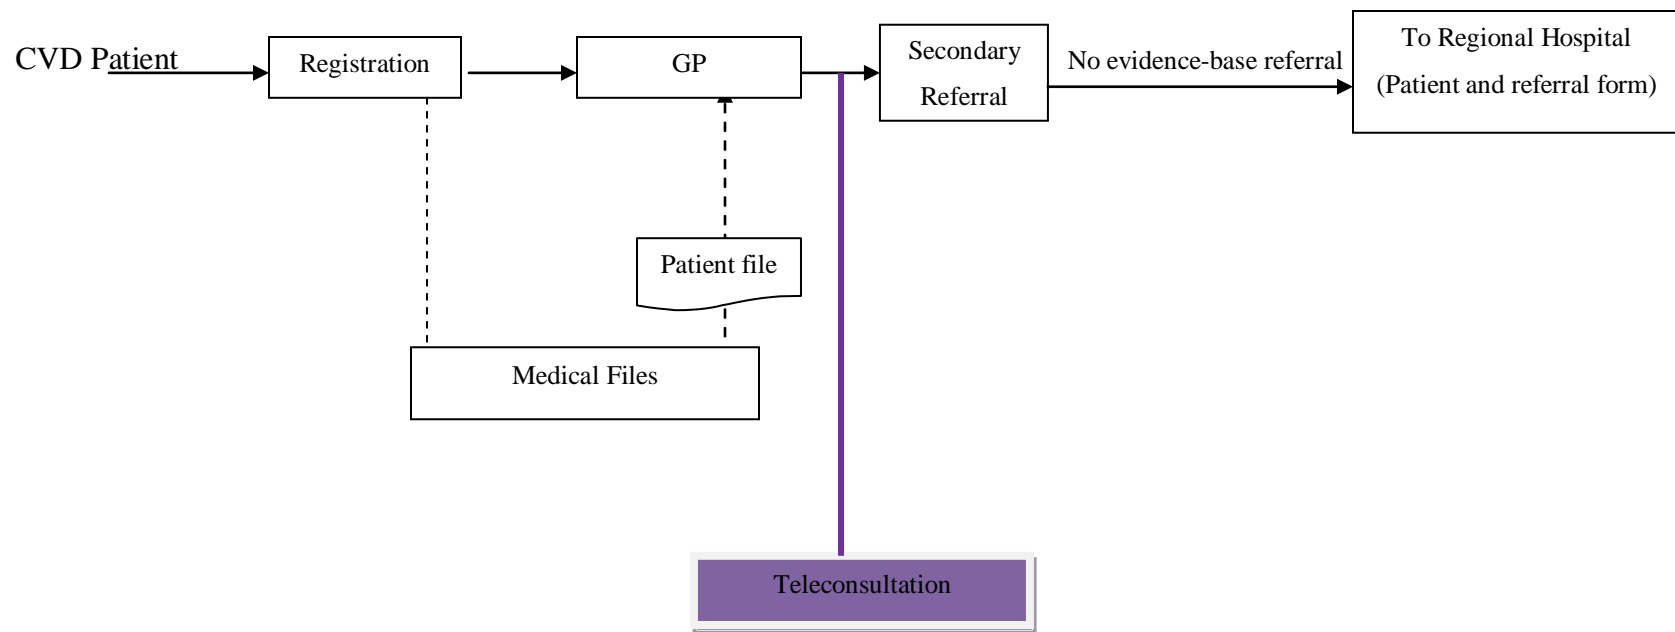 CVD Patient
Registration
GP
Secondary
Referral
No evidence-base referral
To Regional Hospital
(Patient and referral form)
Patient file
Medical Files
Teleconsultation